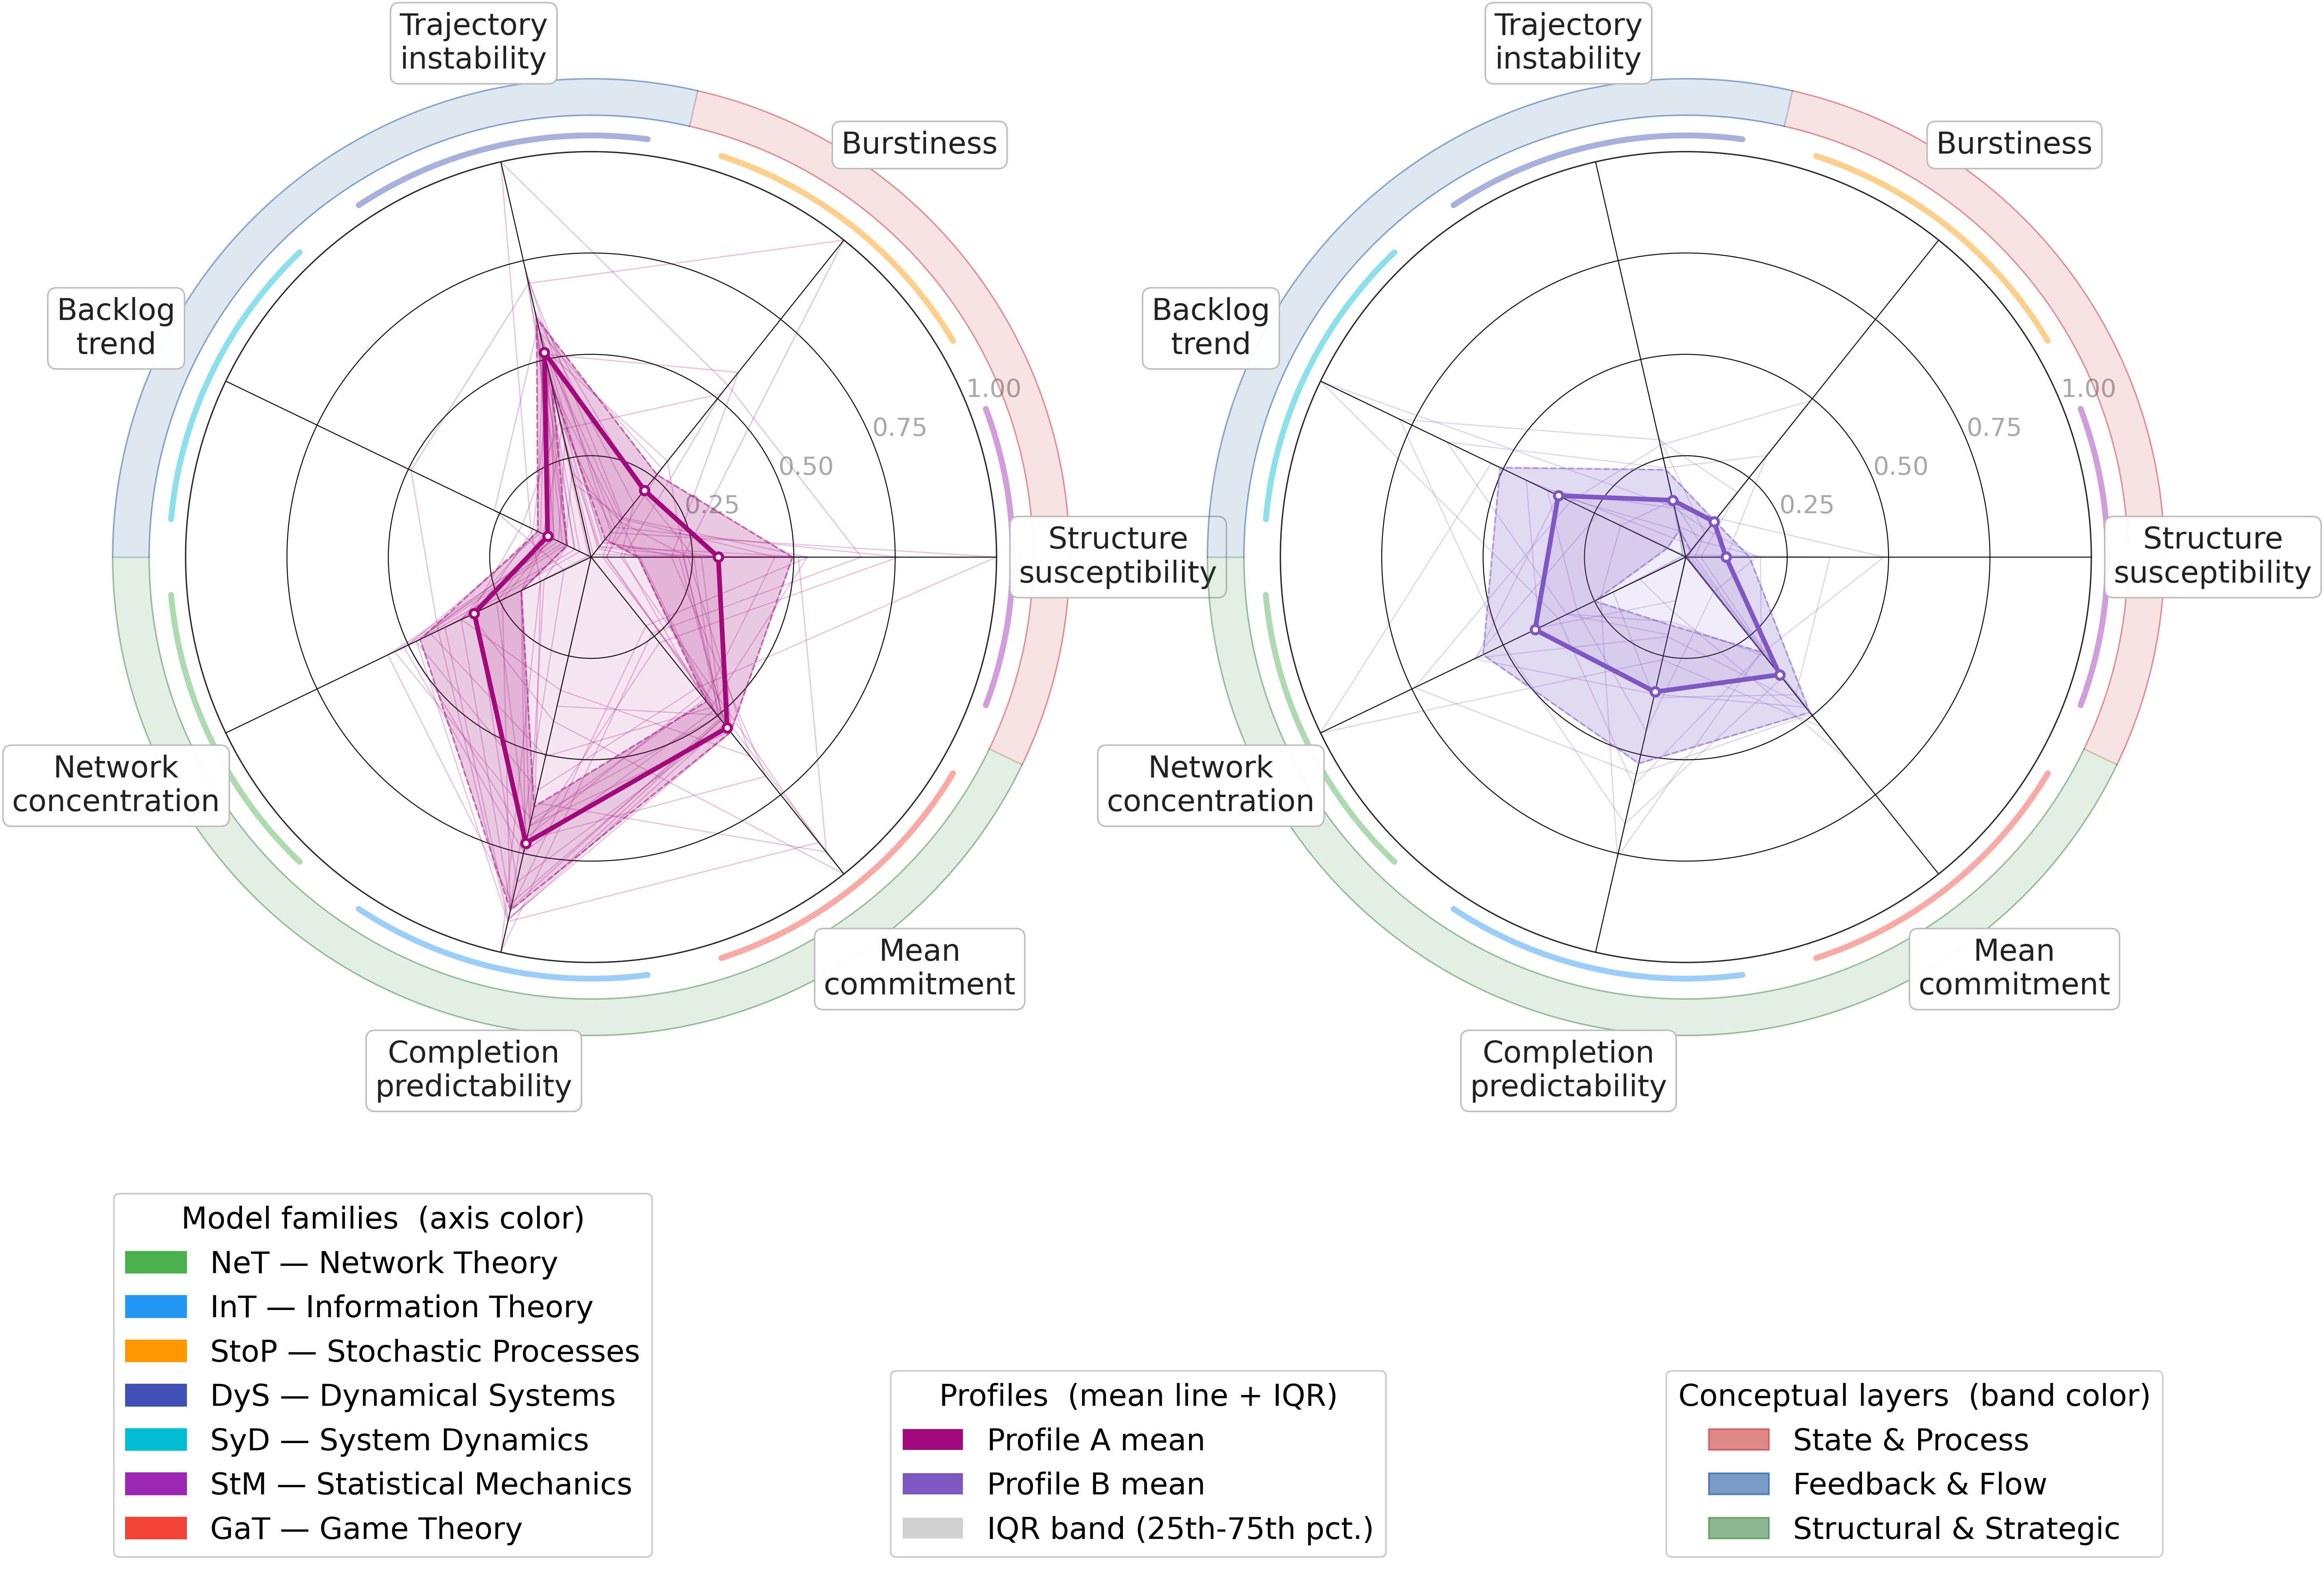 Trajectory
instability
Burstiness
Backlog
trend
1.00
0.75
0.50
0.25
Structure
susceptibility
Network
concentration
Mean
commitment
Completion
predictability
Trajectory
instability
Burstiness
Backlog
trend
1.00
0.75
0.50
0.25
Structure
susceptibility
Network
concentration
Mean
commitment
Completion
predictability
Model families (axis color)
NeT — Network Theory
InT — Information Theory
StoP — Stochastic Processes
DyS — Dynamical Systems
SyD — System Dynamics
StM — Statistical Mechanics
GaT — Game Theory
Profiles (mean line + IQR)
Profile A mean
Profile B mean
IQR band (25th-75th pct.)
Conceptual layers (band color)
State & Process
Feedback & Flow
Structural & Strategic